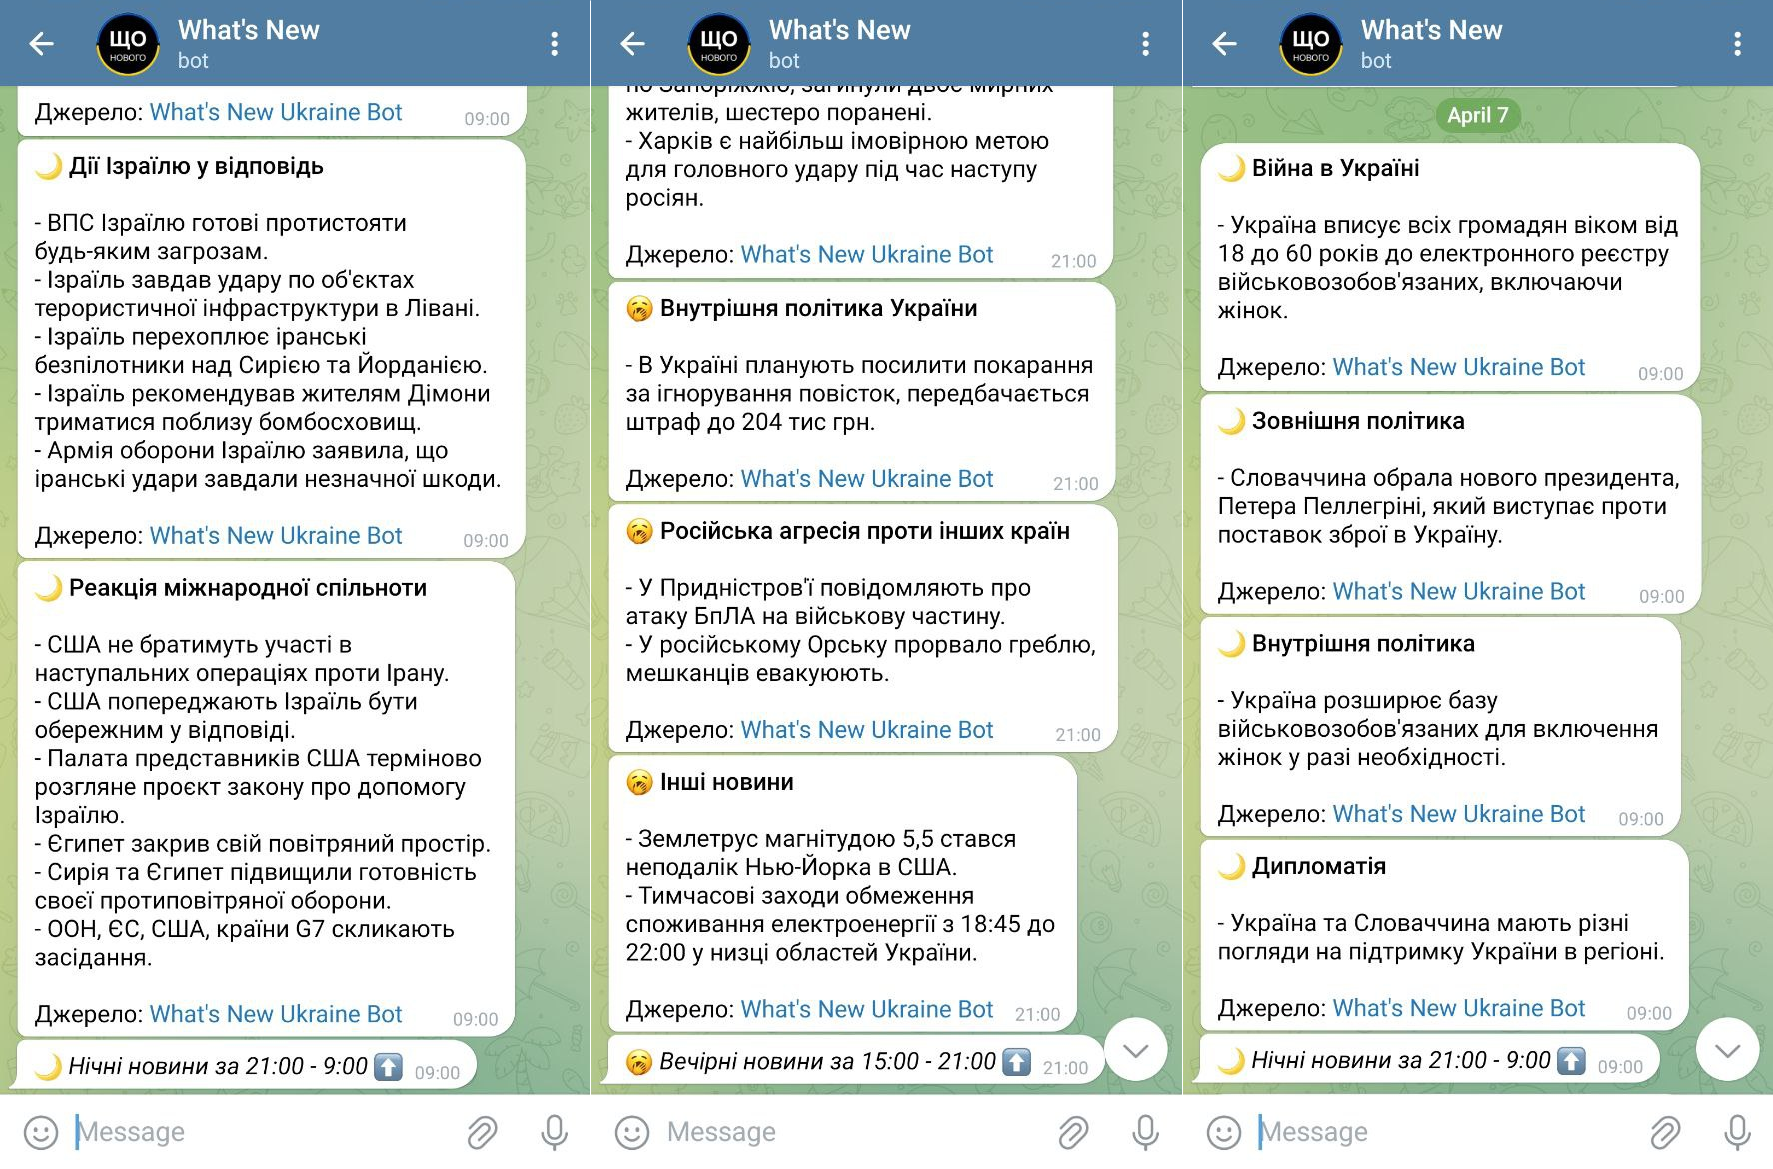 ЩО
НОВОГО
What's New
bot
Джерело: What's New Ukraine Bot
09:00
🌙 Дії Ізраїлю у відповідь
- ВПС Ізраїлю готові протистояти
будь-яким загрозам.
- Ізраїль завдав удару по об'єктах
терористичної інфраструктури в Лівані.
- Ізраїль перехоплює іранські
безпілотники над Сирією та Йорданією.
- Ізраїль рекомендував жителям Дімони
триматися поблизу бомбосховищ.
- Армія оборони Ізраїлю заявила, що
іранські удари завдали незначної шкоди.
Джерело: What's New Ukraine Bot
09:00
🌙 Реакція міжнародної спільноти
- США не братимуть участі в
наступальних операціях проти Ірану.
- США попереджають Ізраїль бути
обережним у відповіді.
- Палата представників США терміново
розгляне проєкт закону про допомогу
Ізраїлю.
- Єгипет закрив свій повітряний простір.
- Сирія та Єгипет підвищили готовність
своєї протиповітряної оборони.
- ООН, ЄС, США, країни G7 скликають
засідання.
Джерело: What's New Ukraine Bot
09:00
🌙 Нічні новини за 21:00 - 9:00 ⬆️
09:00
Message
ЩО
НОВОГО
What's New
bot
по Запоріжжю, загинули двоє мирних
жителів, шестеро поранені.
- Харків є найбільш імовірною метою
для головного удару під час наступу
росіян.
Джерело: What's New Ukraine Bot
21:00
🥱 Внутрішня політика України
- В Україні планують посилити покарання
за ігнорування повісток, передбачається
штраф до 204 тис грн.
Джерело: What's New Ukraine Bot
21:00
🥱 Російська агресія проти інших країн
- У Придністров'ї повідомляють про
атаку БпЛА на військову частину.
- У російському Орську прорвало греблю,
мешканців евакуюють.
Джерело: What's New Ukraine Bot
21:00
🥱 Інші новини
- Землетрус магнітудою 5,5 стався
неподалік Нью-Йорка в США.
- Тимчасові заходи обмеження
споживання електроенергії з 18:45 до
22:00 у низці областей України.
Джерело: What's New Ukraine Bot
21:00
🥱 Вечірні новини за 15:00 - 21:00 ⬆️
21:00
Message
ЩО
НОВОГО
What's New
bot
April 7
🌙 Війна в Україні
- Україна вписує всіх громадян віком від
18 до 60 років до електронного реєстру
військовозобов'язаних, включаючи
жінок.
Джерело: What's New Ukraine Bot
09:00
🌙 Зовнішня політика
- Словаччина обрала нового президента,
Петера Пеллегріні, який виступає проти
поставок зброї в Україну.
Джерело: What's New Ukraine Bot
09:00
🌙 Внутрішня політика
- Україна розширює базу
військовозобов'язаних для включення
жінок у разі необхідності.
Джерело: What's New Ukraine Bot
09:00
🌙 Дипломатія
- Україна та Словаччина мають різні
погляди на підтримку України в регіоні.
Джерело: What's New Ukraine Bot
09:00
🌙 Нічні новини за 21:00 - 9:00 ⬆️
09:00
Message